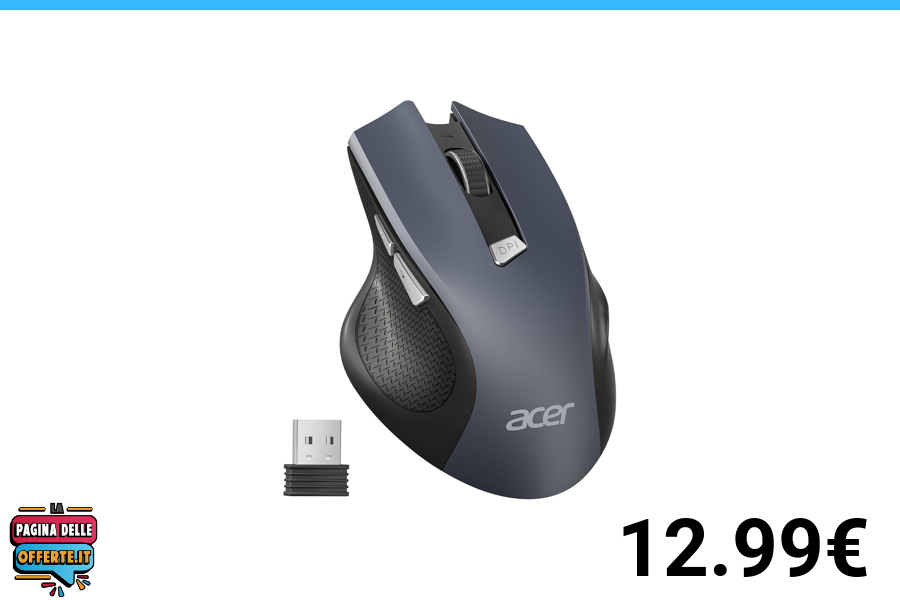 DPI
acer
LA
PAGINA DELLE
OFFERTE.IT
12.99€